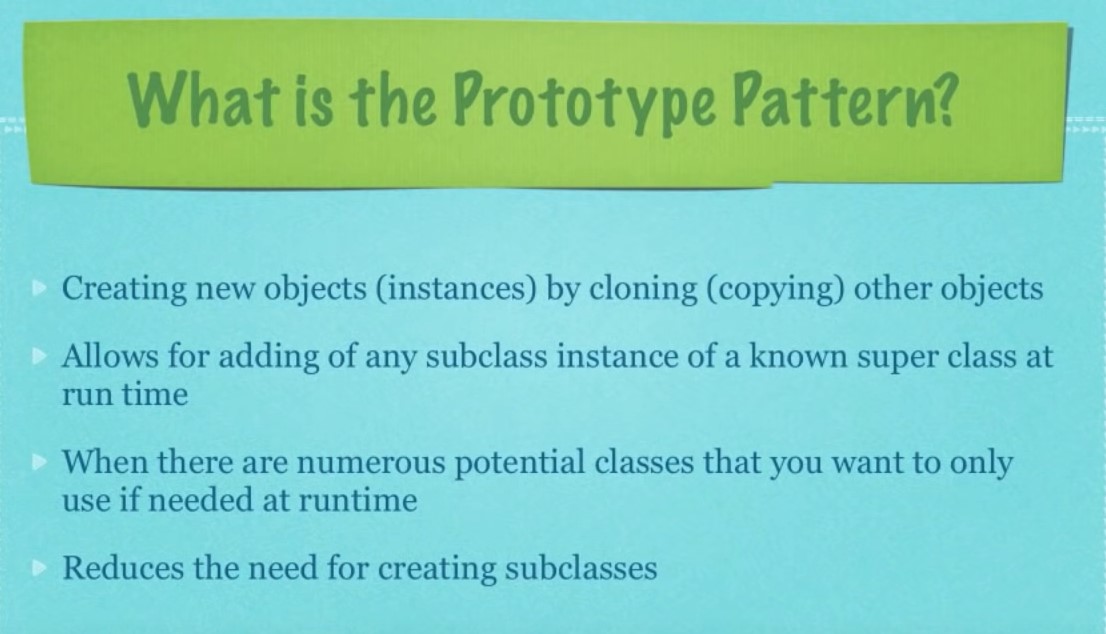 What is the Prototype Pattern?
Creating new objects (instances) by cloning (copying) other objects
Allows for adding of any subclass instance of a known super class at
run time
When there are numerous potential classes that you want to only
use if needed at runtime
Reduces the need for creating subclasses